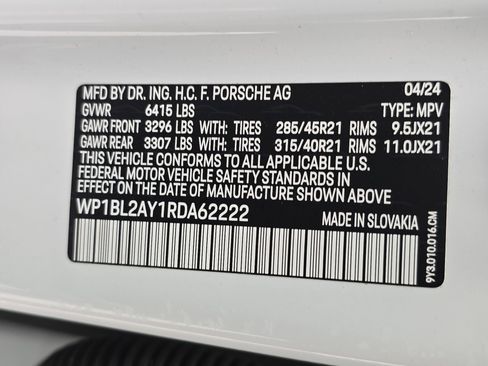 MFD BY DR. ING. H.C. F. PORSCHE AG 04/24
GVWR 6415 LBS TYPE: MPV
GAWR FRONT 3296 LBS WITH: TIRES 285/45R21 RIMS 9.5JX21
GAWR REAR 3307 LBS WITH: TIRES 315/40R21 RIMS 11.0JX21
THIS VEHICLE CONFORMS TO ALL APPLICABLE
FEDERAL MOTOR VEHICLE SAFETY STANDARDS IN
EFFECT ON THE DATE OF MANUFACTURE SHOWN ABOVE
WP1BL2AY1RDA62222 MADE IN SLOVAKIA
9Y3.010.016.CM